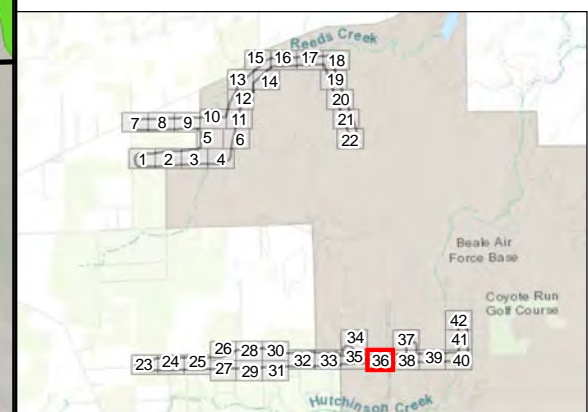 Reeds Creek
15 16 17 18
13 14 19
12 20
7 8 9 10 11 21
5 6 22
1 2 3 4
Beale Air
Force Base
Coyote Run
Golf Course
42
34 37 41
26 28 30
23 24 25 32 33 35 36 38 39 40
27 29 31
Hutchinson Creek